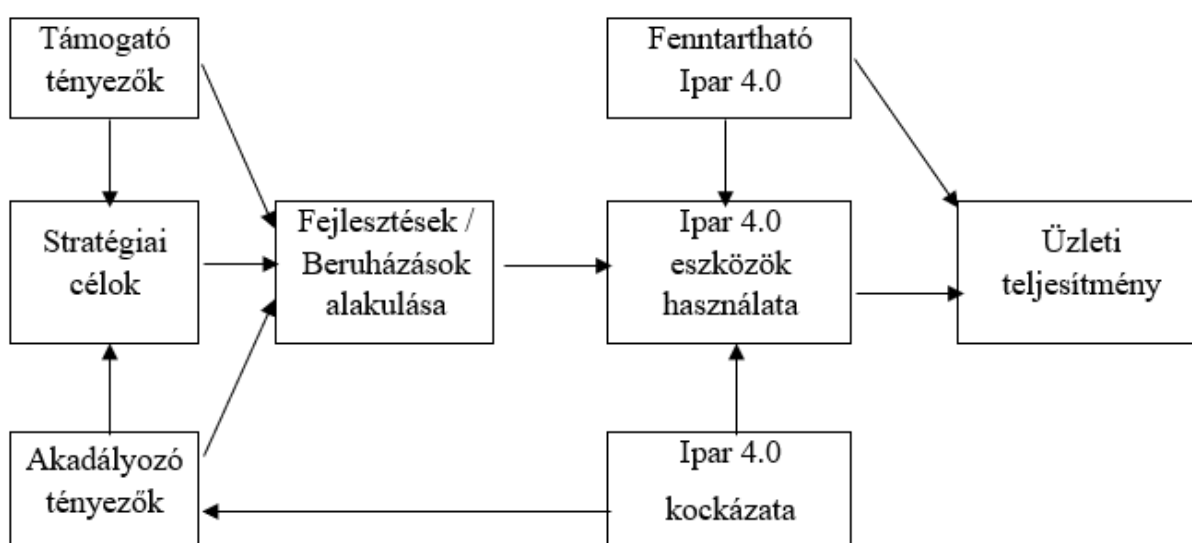 Támogató
tényezők
Fenntartható
Ipar 4.0
Stratégiai
célok
Fejlesztések /
Beruházások
alakulása
Ipar 4.0
eszközök
használata
Üzleti
teljesítmény
Akadályozó
tényezők
Ipar 4.0
kockázata